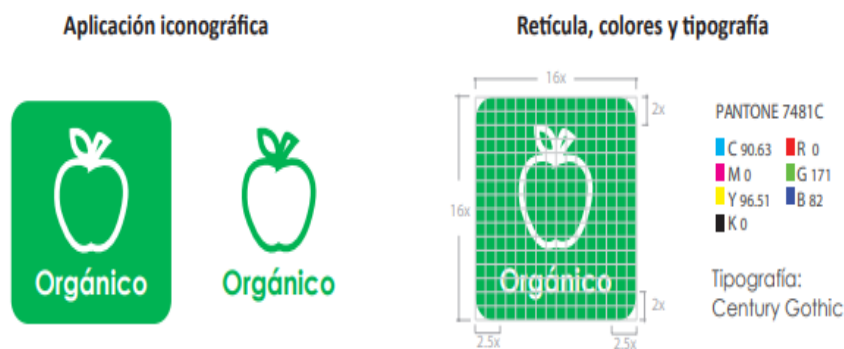 Aplicación iconográfica
Orgánico
Orgánico
Retícula, colores y tipografía
16x
2x
16x
Orgánico
2x
2.5x
2.5x
PANTONE 7481C
C 90.63 R 0
M 0 G 171
Y 96.51 B 82
K 0
Tipografía:
Century Gothic